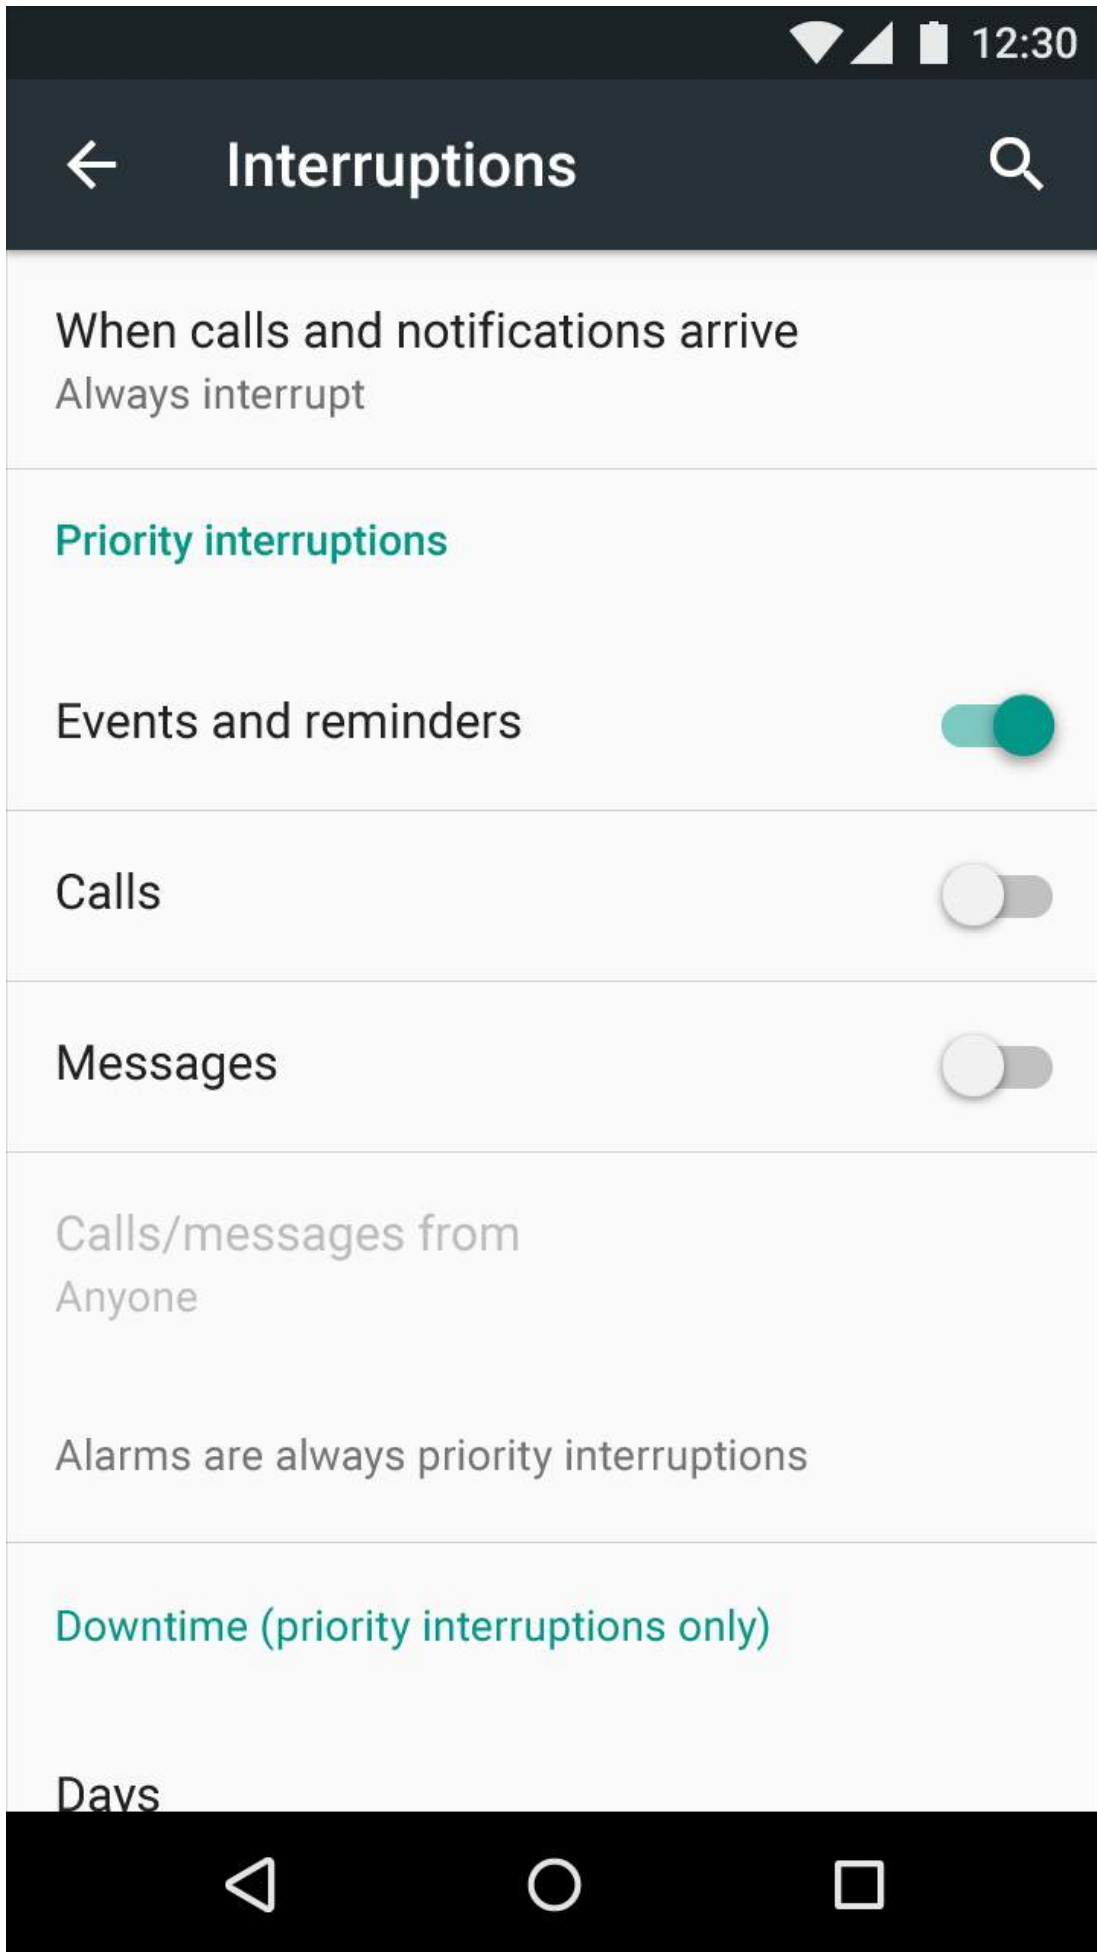 12:30
Interruptions
When calls and notifications arrive
Always interrupt
Priority interruptions
Events and reminders
Calls
Messages
Calls/messages from
Anyone
Alarms are always priority interruptions
Downtime (priority interruptions only)
Days